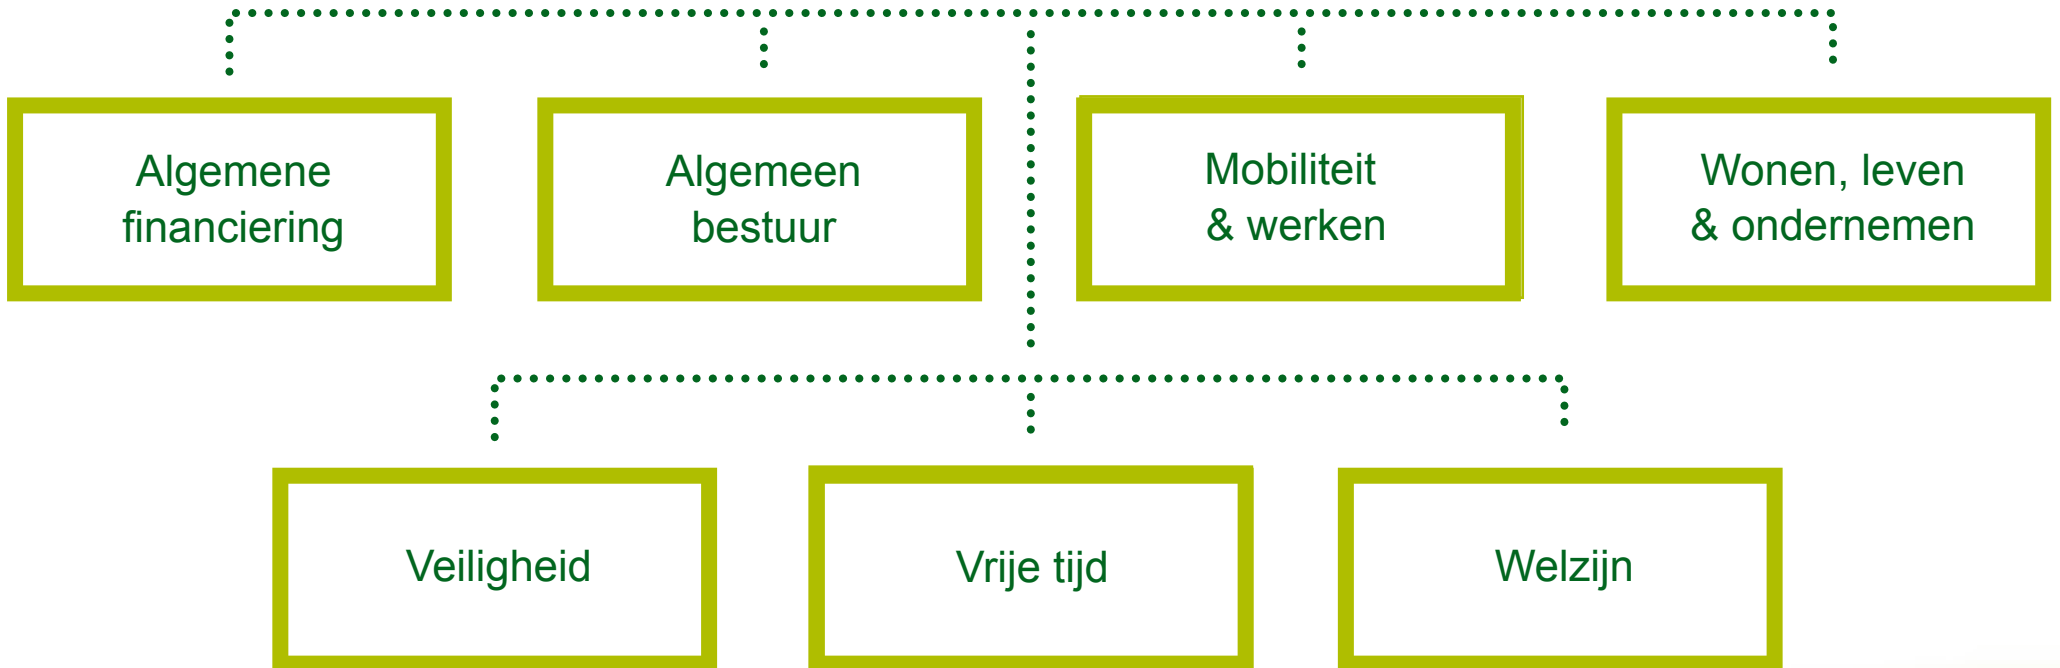 Algemene
financiering
Algemeen
bestuur
Mobiliteit
& werken
Wonen, leven
& ondernemen
Veiligheid
Vrije tijd
Welzijn